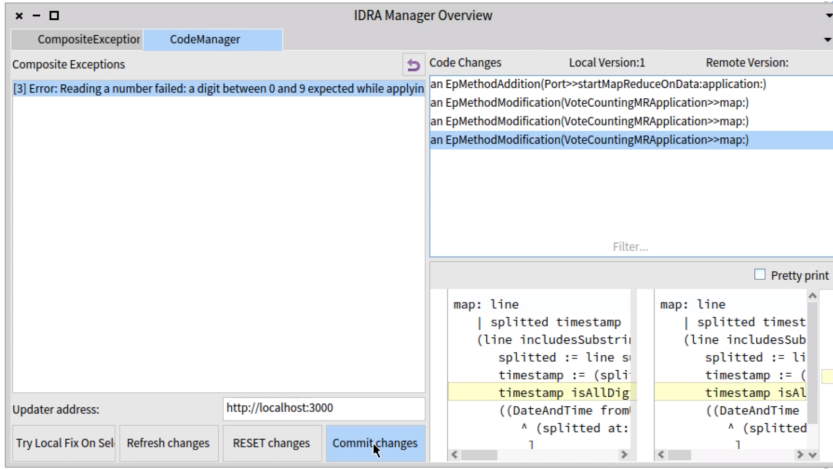 IDRA Manager Overview
CompositeException
CodeManager
Composite Exceptions
[3] Error: Reading a number failed: a digit between 0 and 9 expected while applyin
Updater address:
http://localhost:3000
Try Local Fix On Sel
Refresh changes
RESET changes
Commit changes
Code Changes
Local Version:1
Remote Version:
an EpMethodAddition(Port>>startMapReduceOnData:application:)
an EpMethodModification(VoteCountingMRApplication>>map:)
an EpMethodModification(VoteCountingMRApplication>>map:)
an EpMethodModification(VoteCountingMRApplication>>map:)
Filter...
Pretty print
map: line
| splitted timestamp
(line includesSubstrin
splitted := line s
timestamp := (spli
timestamp isAllDig
((DateAndTime from
^ (splitted at:
]
map: line
| splitted timest
(line includesSub
splitted := li
timestamp := (
timestamp isAl
((DateAndTime
^ (splitted
]